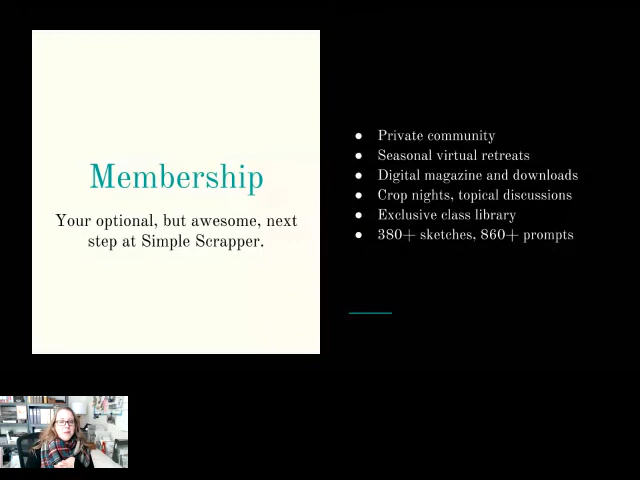 Membership
Your optional, but awesome, next
step at Simple Scrapper.
● Private community
● Seasonal virtual retreats
● Digital magazine and downloads
● Crop nights, topical discussions
● Exclusive class library
● 380+ sketches, 860+ prompts